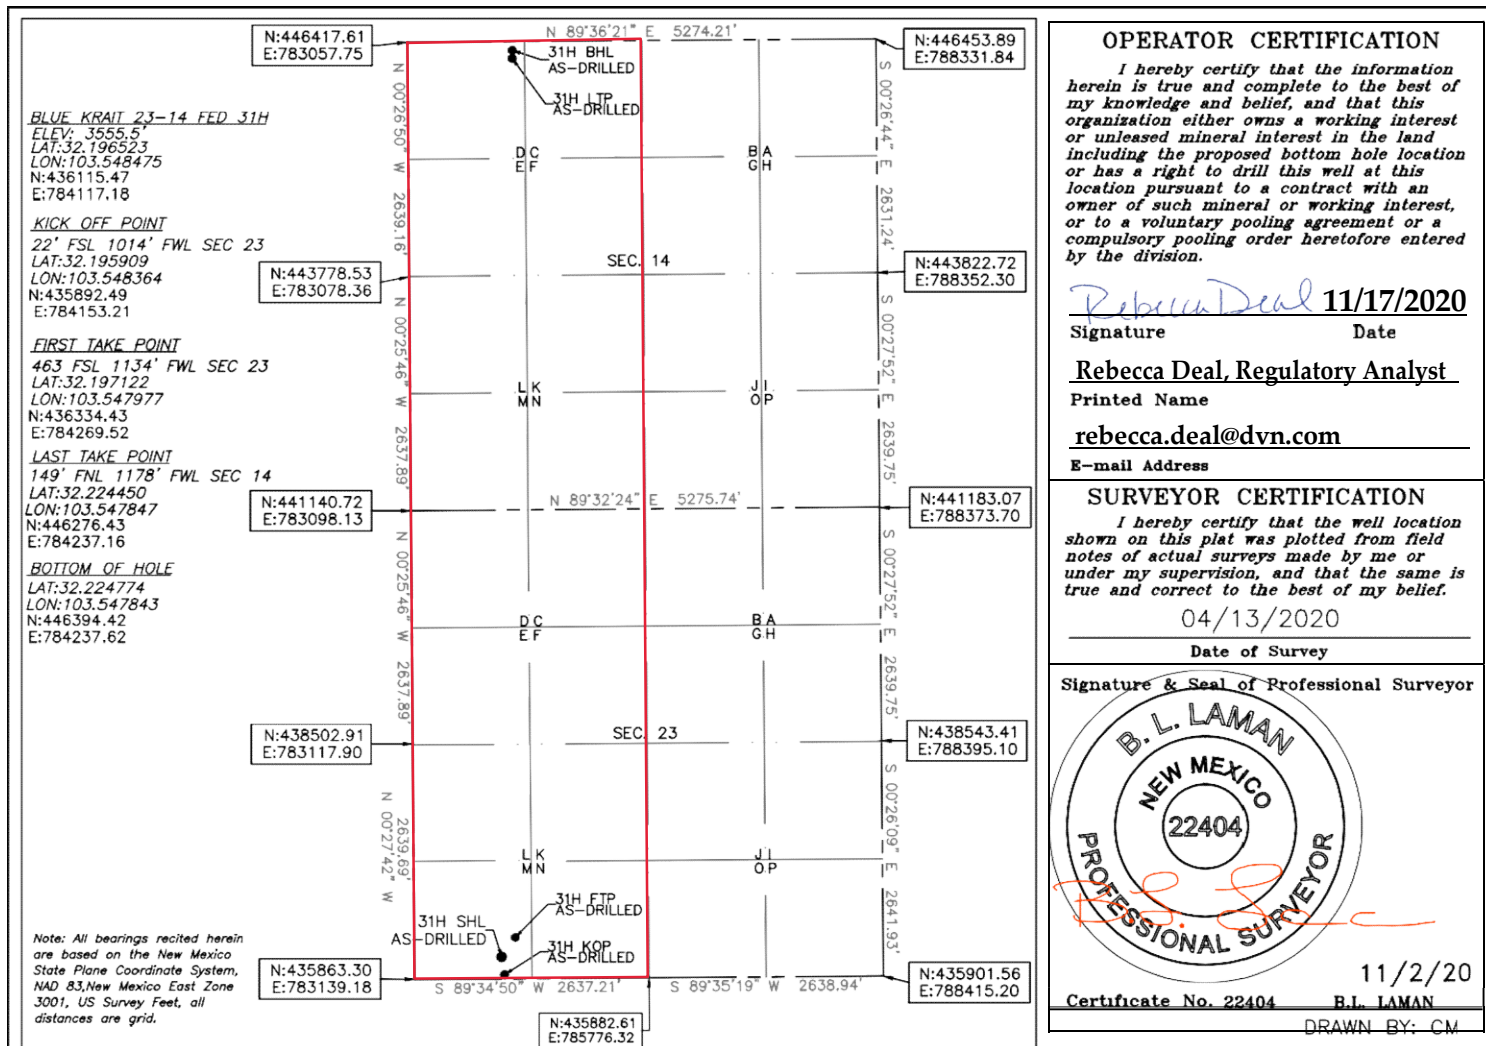 N:446417.61
E:783057.75
N 89°36'21" E 5274.21'
N:446453.89
E:788331.84
31H BHL
AS-DRILLED
31H LTP
AS-DRILLED
N 00°26'50" W 2639.16'
S 00°26'44" E 2631.24'
BLUE KRAIT 23-14 FED 31H
ELEV: 3555.5'
LAT:32.196523
LON:103.548475
N:436115.47
E:784117.18
KICK OFF POINT
22' FSL 1014' FWL SEC 23
LAT:32.195909
LON:103.548364
N:435892.49
E:784153.21
FIRST TAKE POINT
463 FSL 1134' FWL SEC 23
LAT:32.197122
LON:103.547977
N:436334.43
E:784269.52
LAST TAKE POINT
149' FNL 1178' FWL SEC 14
LAT:32.224450
LON:103.547847
N:446276.43
E:784237.16
BOTTOM OF HOLE
LAT:32.224774
LON:103.547843
N:446394.42
E:784237.62
D C
E F
B A
G H
SEC. 14
N:443778.53
E:783078.36
N:443822.72
E:788352.30
N 00°25'46" W 2637.89'
S 00°27'52" E 2639.75'
L K
M N
J I
O P
N:441140.72
E:783098.13
N 89°32'24" E 5275.74'
N:441183.07
E:788373.70
N 00°25'46" W 2637.89'
S 00°27'52" E 2639.75'
D C
E F
B A
G H
N:438502.91
E:783117.90
SEC. 23
N:438543.41
E:788395.10
N 00°27'42" W 2639.69'
S 00°26'09" E 2641.93'
L K
M N
J I
O P
31H FTP
AS-DRILLED
31H SHL
AS-DRILLED
31H KOP
AS-DRILLED
N:435863.30
E:783139.18
S 89°34'50" W 2637.21'
S 89°35'19" W 2638.94'
N:435901.56
E:788415.20
N:435882.61
E:785776.32
Note: All bearings recited herein
are based on the New Mexico
State Plane Coordinate System,
NAD 83,New Mexico East Zone
3001, US Survey Feet, all
distances are grid.
OPERATOR CERTIFICATION
I hereby certify that the information
herein is true and complete to the best of
my knowledge and belief, and that this
organization either owns a working interest
or unleased mineral interest in the land
including the proposed bottom hole location
or has a right to drill this well at this
location pursuant to a contract with an
owner of such mineral or working interest,
or to a voluntary pooling agreement or a
compulsory pooling order heretofore entered
by the division.
Rebecca Deal 11/17/2020
Signature Date
Rebecca Deal, Regulatory Analyst
Printed Name
rebecca.deal@dvn.com
E-mail Address
SURVEYOR CERTIFICATION
I hereby certify that the well location
shown on this plat was plotted from field
notes of actual surveys made by me or
under my supervision, and that the same is
true and correct to the best of my belief.
04/13/2020
Date of Survey
Signature & Seal of Professional Surveyor
B. L. LAMAN
NEW MEXICO
22404
PROFESSIONAL SURVEYOR
11/2/20
Certificate No. 22404 B.L. LAMAN
DRAWN BY: CM